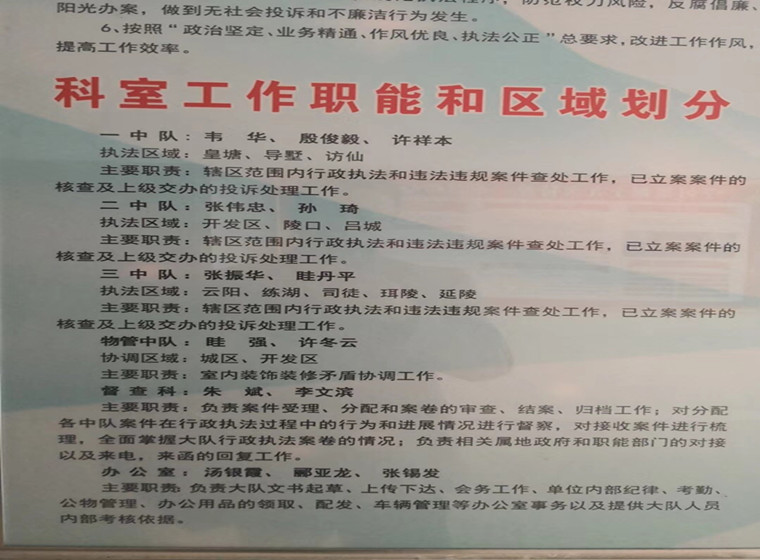 阳光办案，做到无社会投诉和不廉洁行为发生。
6、按照“政治坚定、业务精通、作风优良、执法公正”总要求，改进工作作风，
提高工作效率。
科室工作职能和区域划分
一中队：韦 华、殷俊毅、许祥本
执法区域：皇塘、导墅、访仙
主要职责：辖区范围内行政执法和违法违规案件查处工作，已立案案件的
核查及上级交办的投诉处理工作。
二中队：张伟忠、孙 琦
执法区域：开发区、陵口、吕城
主要职责：辖区范围内行政执法和违法违规案件查处工作，已立案案件的
核查及上级交办的投诉处理工作。
三中队：张振华、眭丹平
执法区域：云阳、练湖、司徒、珥陵、延陵
主要职责：辖区范围内行政执法和违法违规案件查处工作，已立案案件的
核查及上级交办的投诉处理工作。
物管中队：眭 强、许冬云
协调区域：城区、开发区
主要职责：室内装饰装修矛盾协调工作。
督查科：朱 斌、李文滨
主要职责：负责案件受理、分配和案卷的审查、结案、归档工作；对分配
各中队案件在行政执法过程中的行为和进展情况进行督察，对接收案件进行梳
理，全面掌握大队行政执法案卷的情况；负责相关属地政府和职能部门的对接
以及来电，来函的回复工作。
办公室：汤银霞、郦亚龙、张锡发
主要职责：负责大队文书起草、上传下达、会务工作、单位内部纪律、考勤、
公物管理、办公用品的领取、配发、车辆管理等办公室事务以及提供大队人员
内部考核依据。